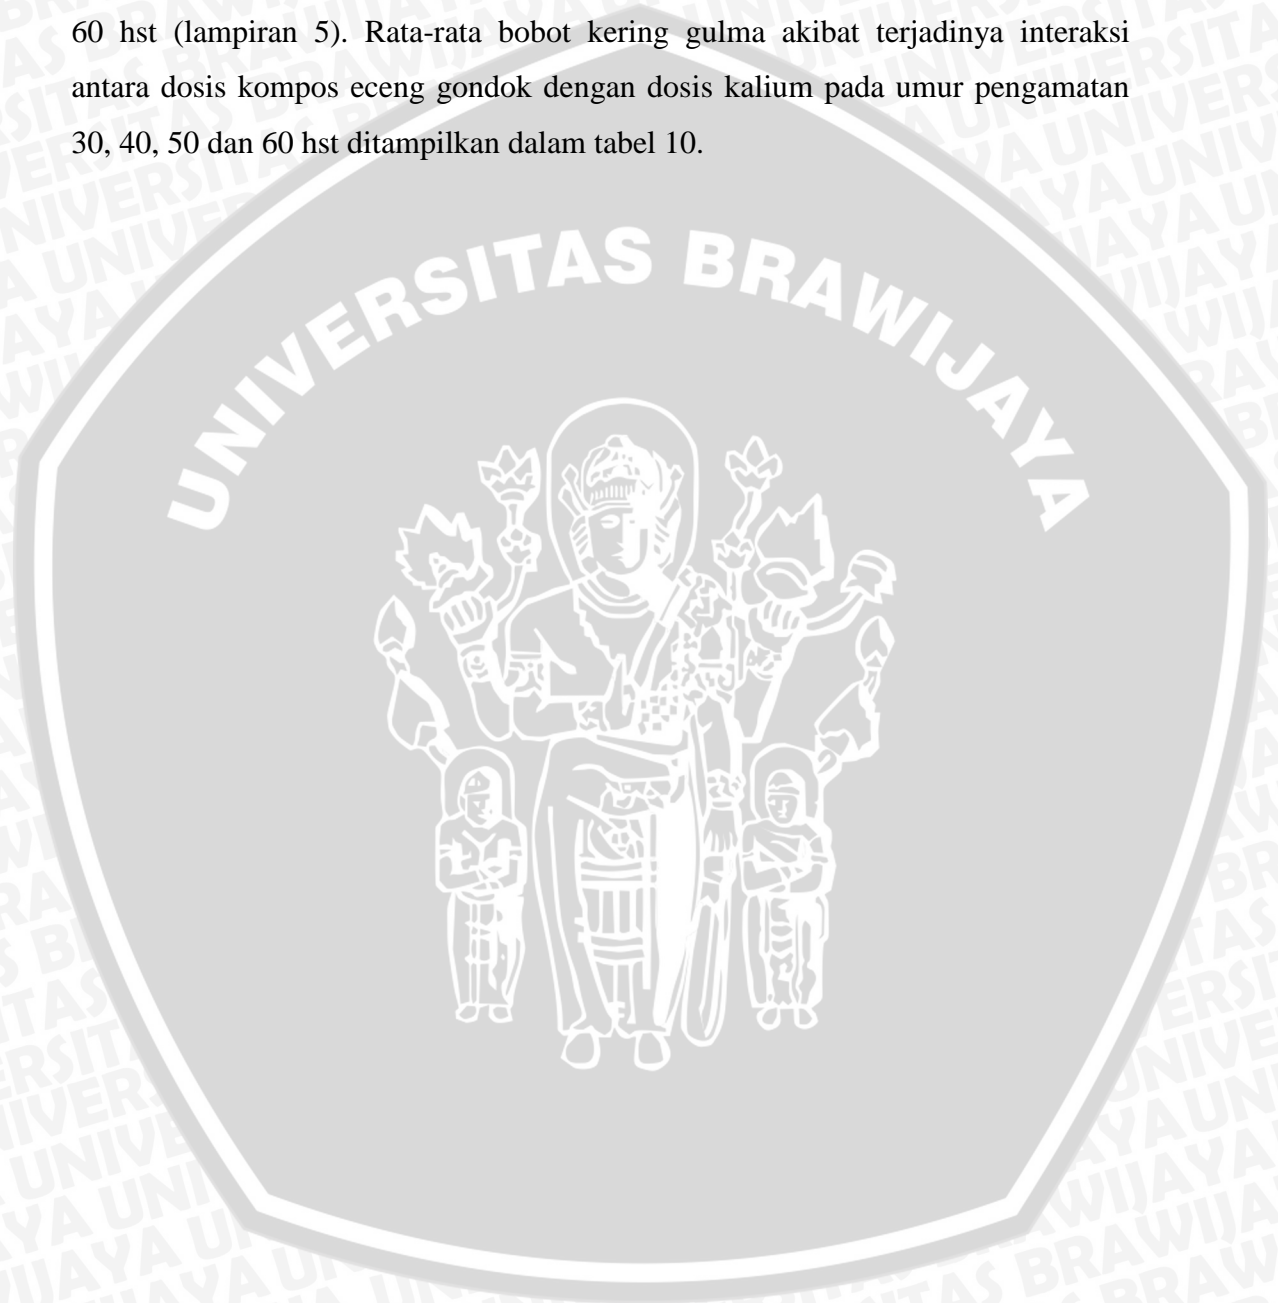 60 hst (lampiran 5). Rata-rata bobot kering gulma akibat terjadinya interaksi
antara dosis kompos eceng gondok dengan dosis kalium pada umur pengamatan
30, 40, 50 dan 60 hst ditampilkan dalam tabel 10.
UNIVERSITAS BRAWIJAYA